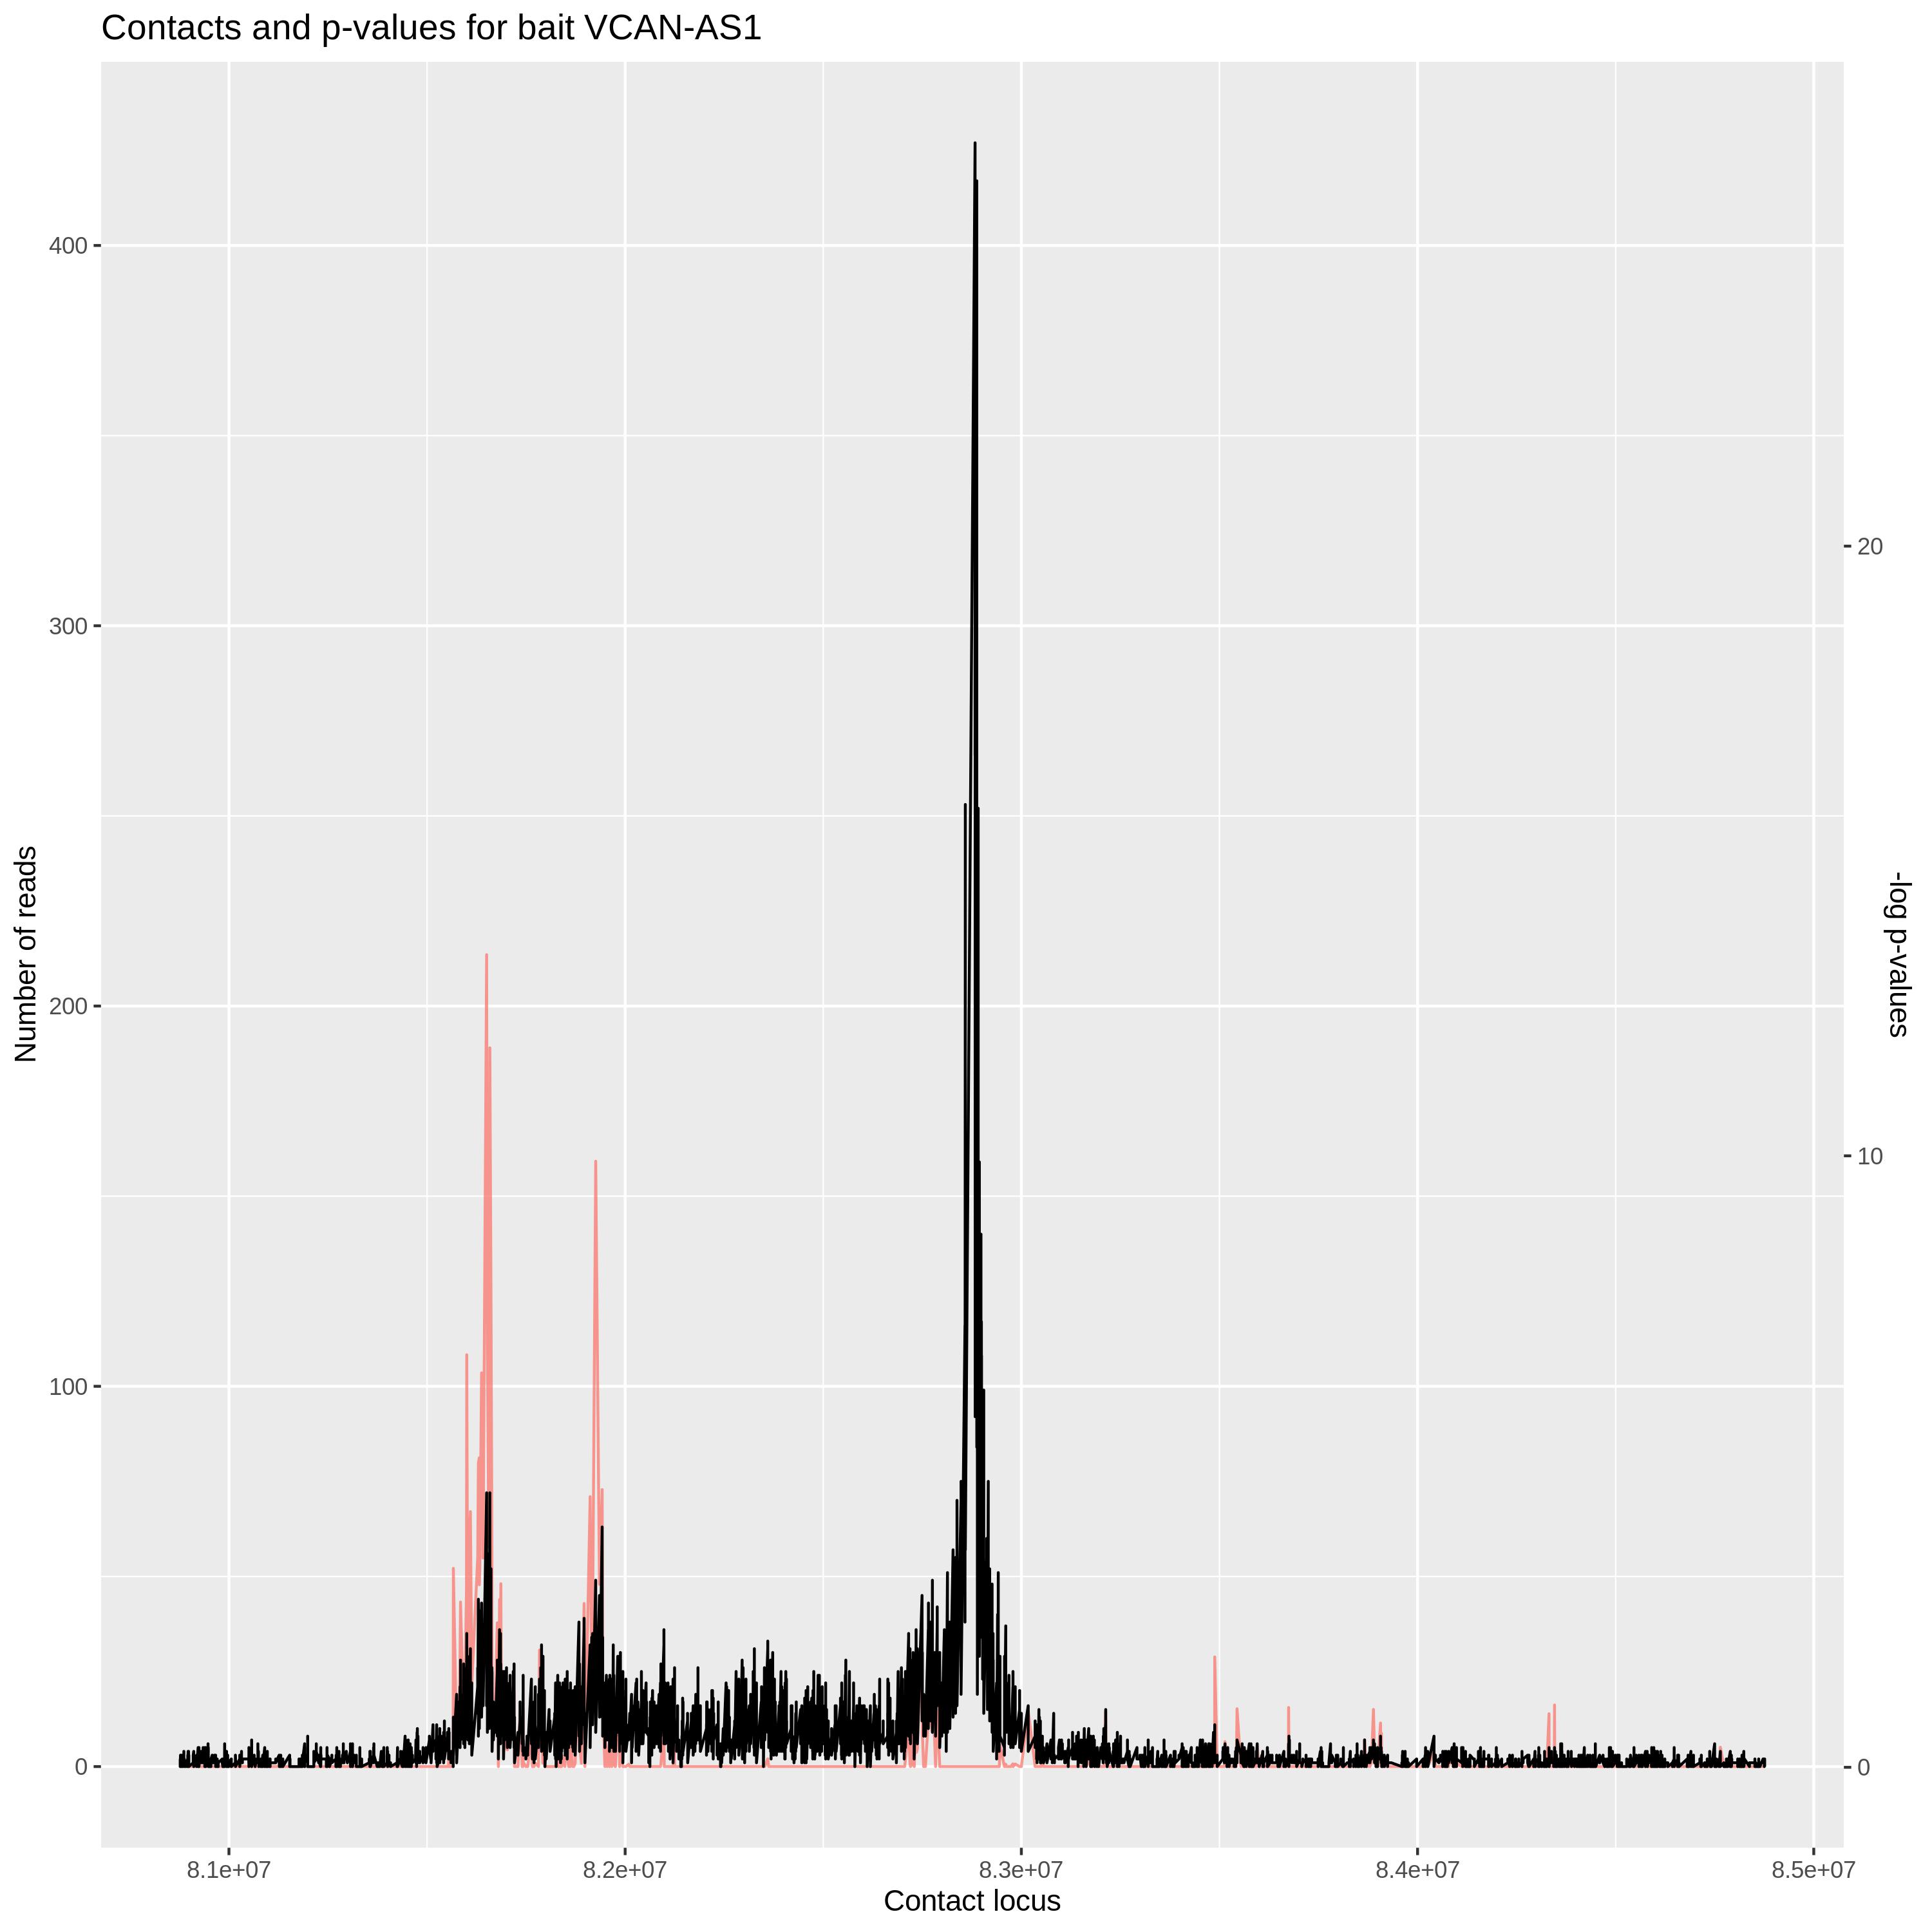 Contacts and p-values for bait VCAN-AS1
400
300
200
100
0
Number of reads
20
10
0
-log p-values
8.1e+07
8.2e+07
8.3e+07
8.4e+07
8.5e+07
Contact locus